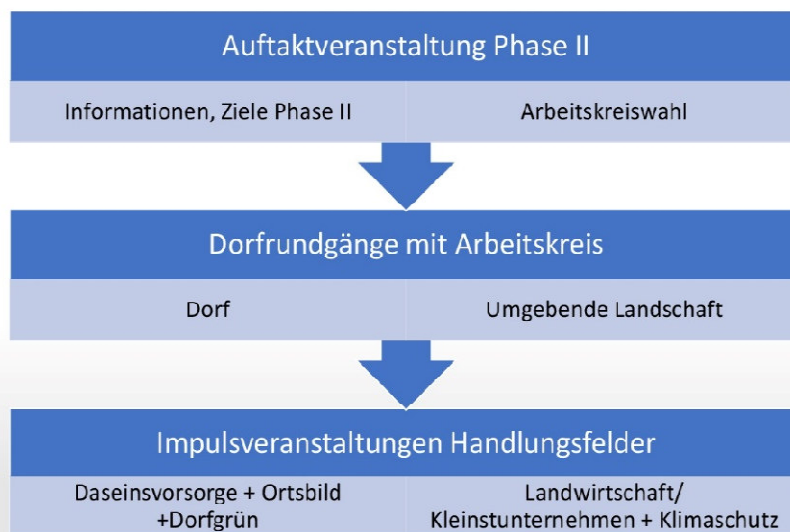 Auftaktveranstaltung Phase II
Informationen, Ziele Phase II
Arbeitskreiswahl
Dorfrundgänge mit Arbeitskreis
Dorf
Umgebende Landschaft
Impulsveranstaltungen Handlungsfelder
Daseinsvorsorge + Ortsbild
+Dorfgrün
Landwirtschaft/
Kleinstunternehmen + Klimaschutz